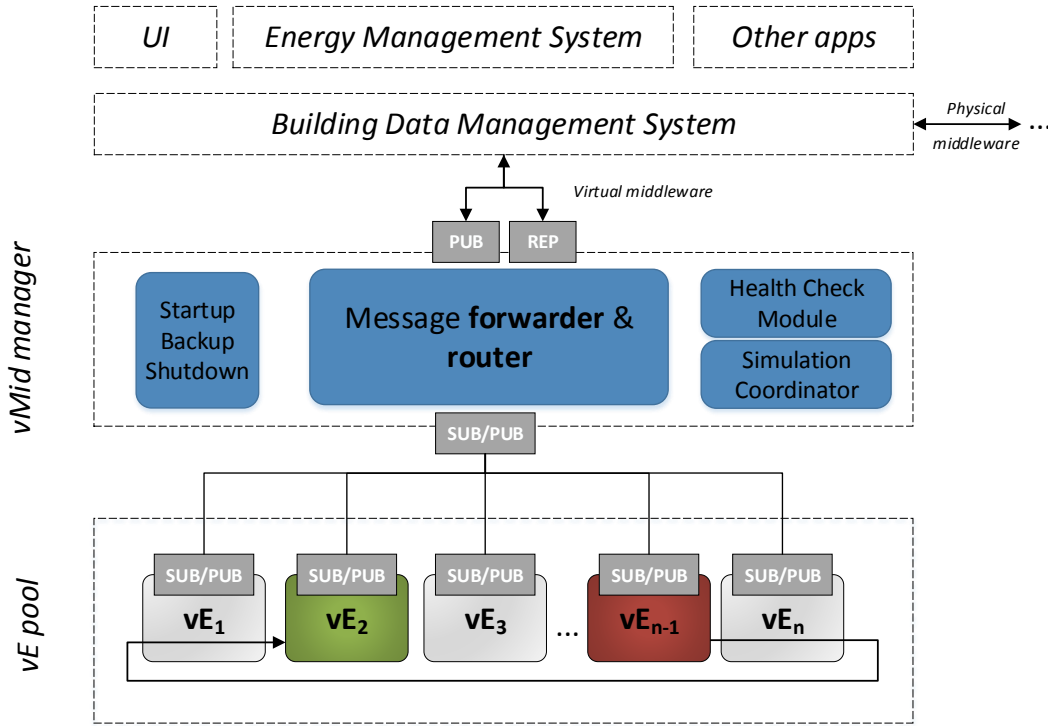 UI
Energy Management System
Other apps
Building Data Management System
Physical
middleware
...
Virtual middleware
PUB
REP
vMid manager
Startup
Backup
Shutdown
Message forwarder &
router
Health Check
Module
Simulation
Coordinator
SUB/PUB
vE pool
SUB/PUB
SUB/PUB
SUB/PUB
SUB/PUB
SUB/PUB
vE1
vE2
vE3
...
vEn-1
vEn